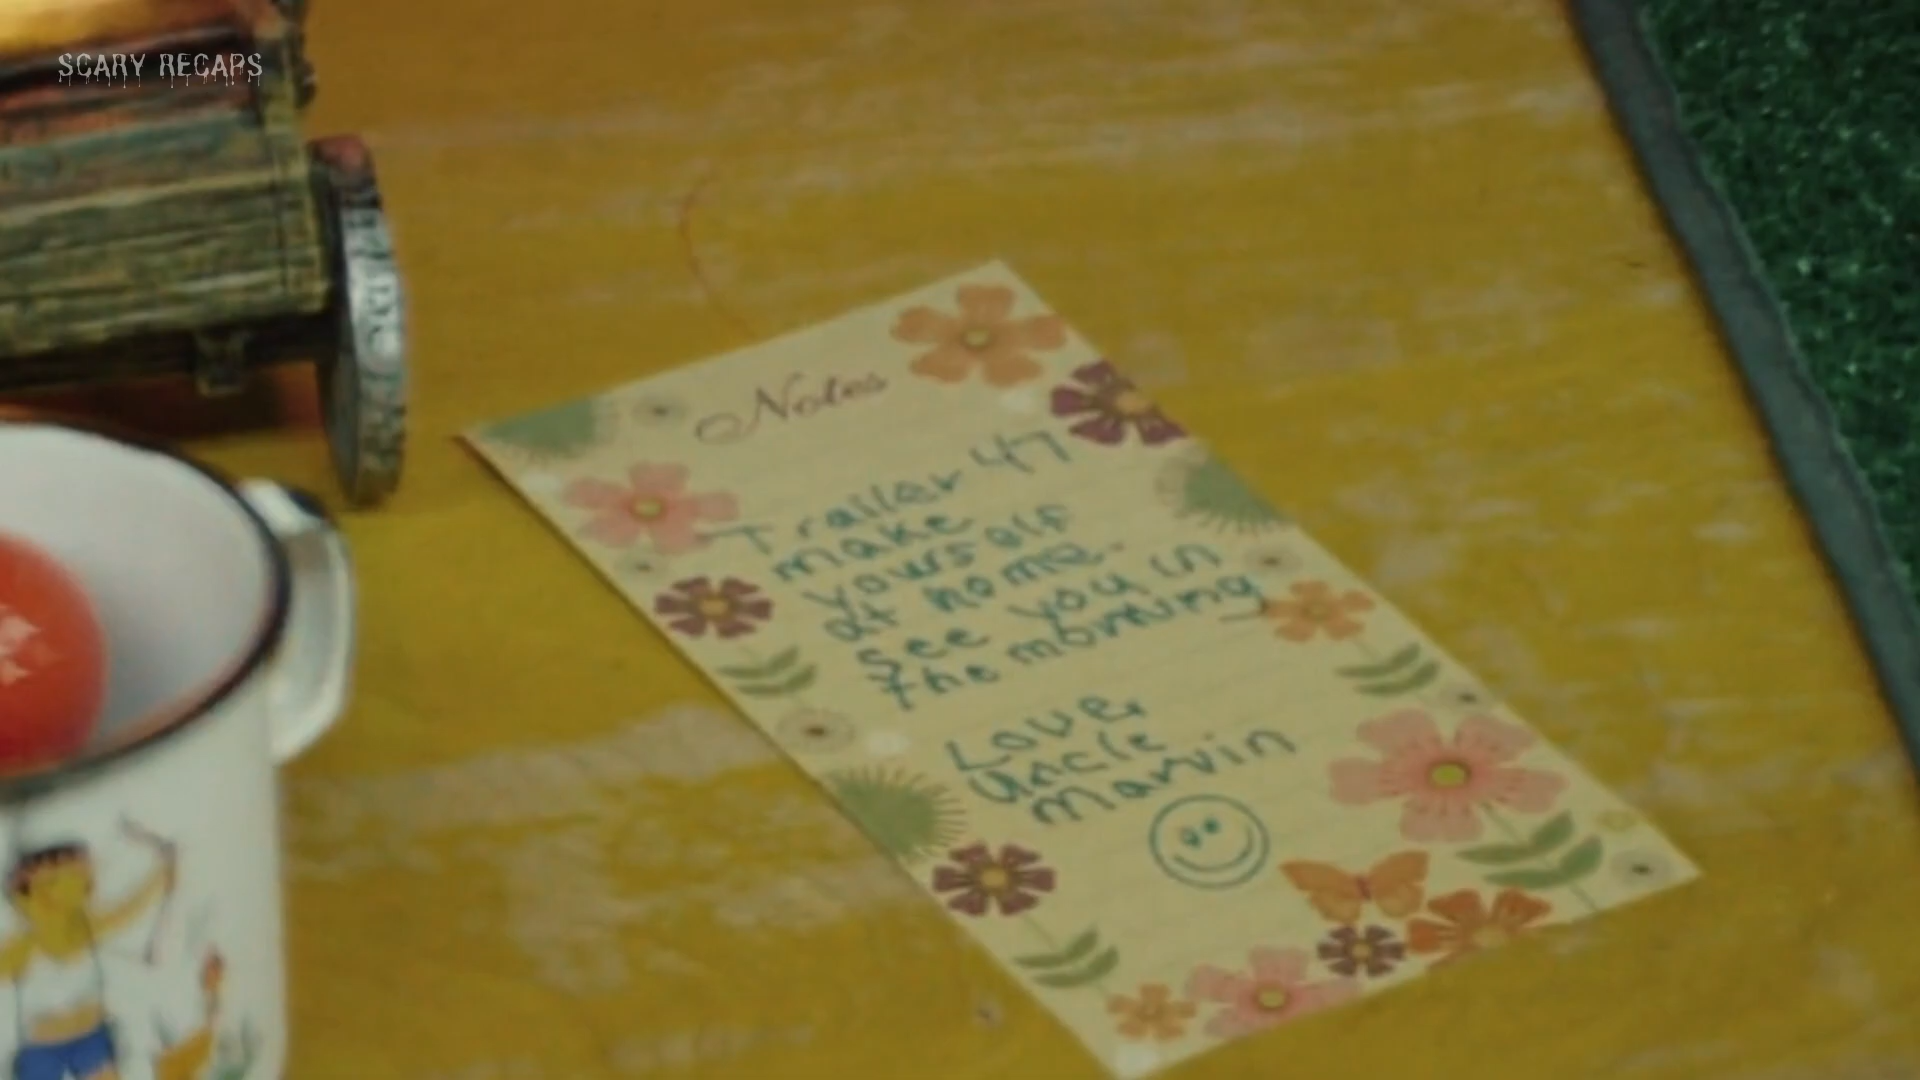 SCARY RECAPS
Notes
Trailer 47
make
yourself
at home.
See you in
the morning
Love
Uncle
Marvin